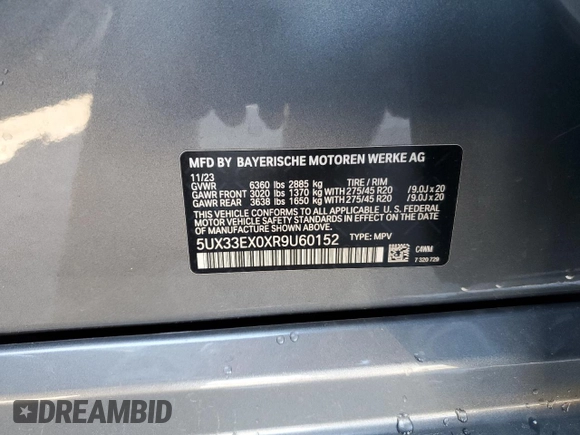 MFD BY BAYERISCHE MOTOREN WERKE AG
11/23
GVWR 6360 lbs 2885 kg TIRE / RIM
GAWR FRONT 3020 lbs 1370 kg WITH 275/45 R20 /9.0J x 20
GAWR REAR 3638 lbs 1650 kg WITH 275/45 R20 /9.0J x 20
THIS VEHICLE CONFORMS TO ALL APPLICABLE U. S. FEDERAL
MOTOR VEHICLE SAFETY STANDARDS IN EFFECT ON THE DATE OF
MANUFACTURE SHOWN ABOVE.
5UX33EX0XR9U60152 TYPE: MPV
C4WM
7 320 729
DREAMBID